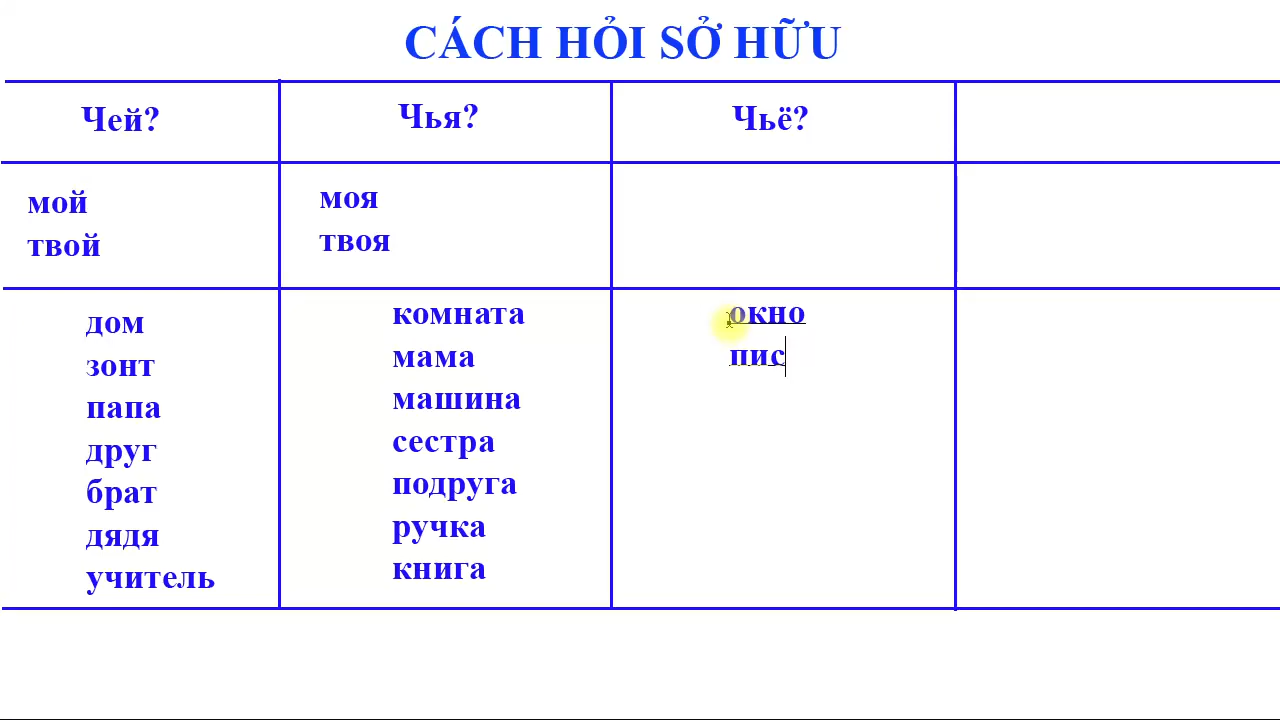 CÁCH HỎI SỞ HỮU
Чей?
Чья?
Чьё?
мой
твой
моя
твоя
дом
зонт
папа
друг
брат
дядя
учитель
комната
мама
машина
сестра
подруга
ручка
книга
окно
пис